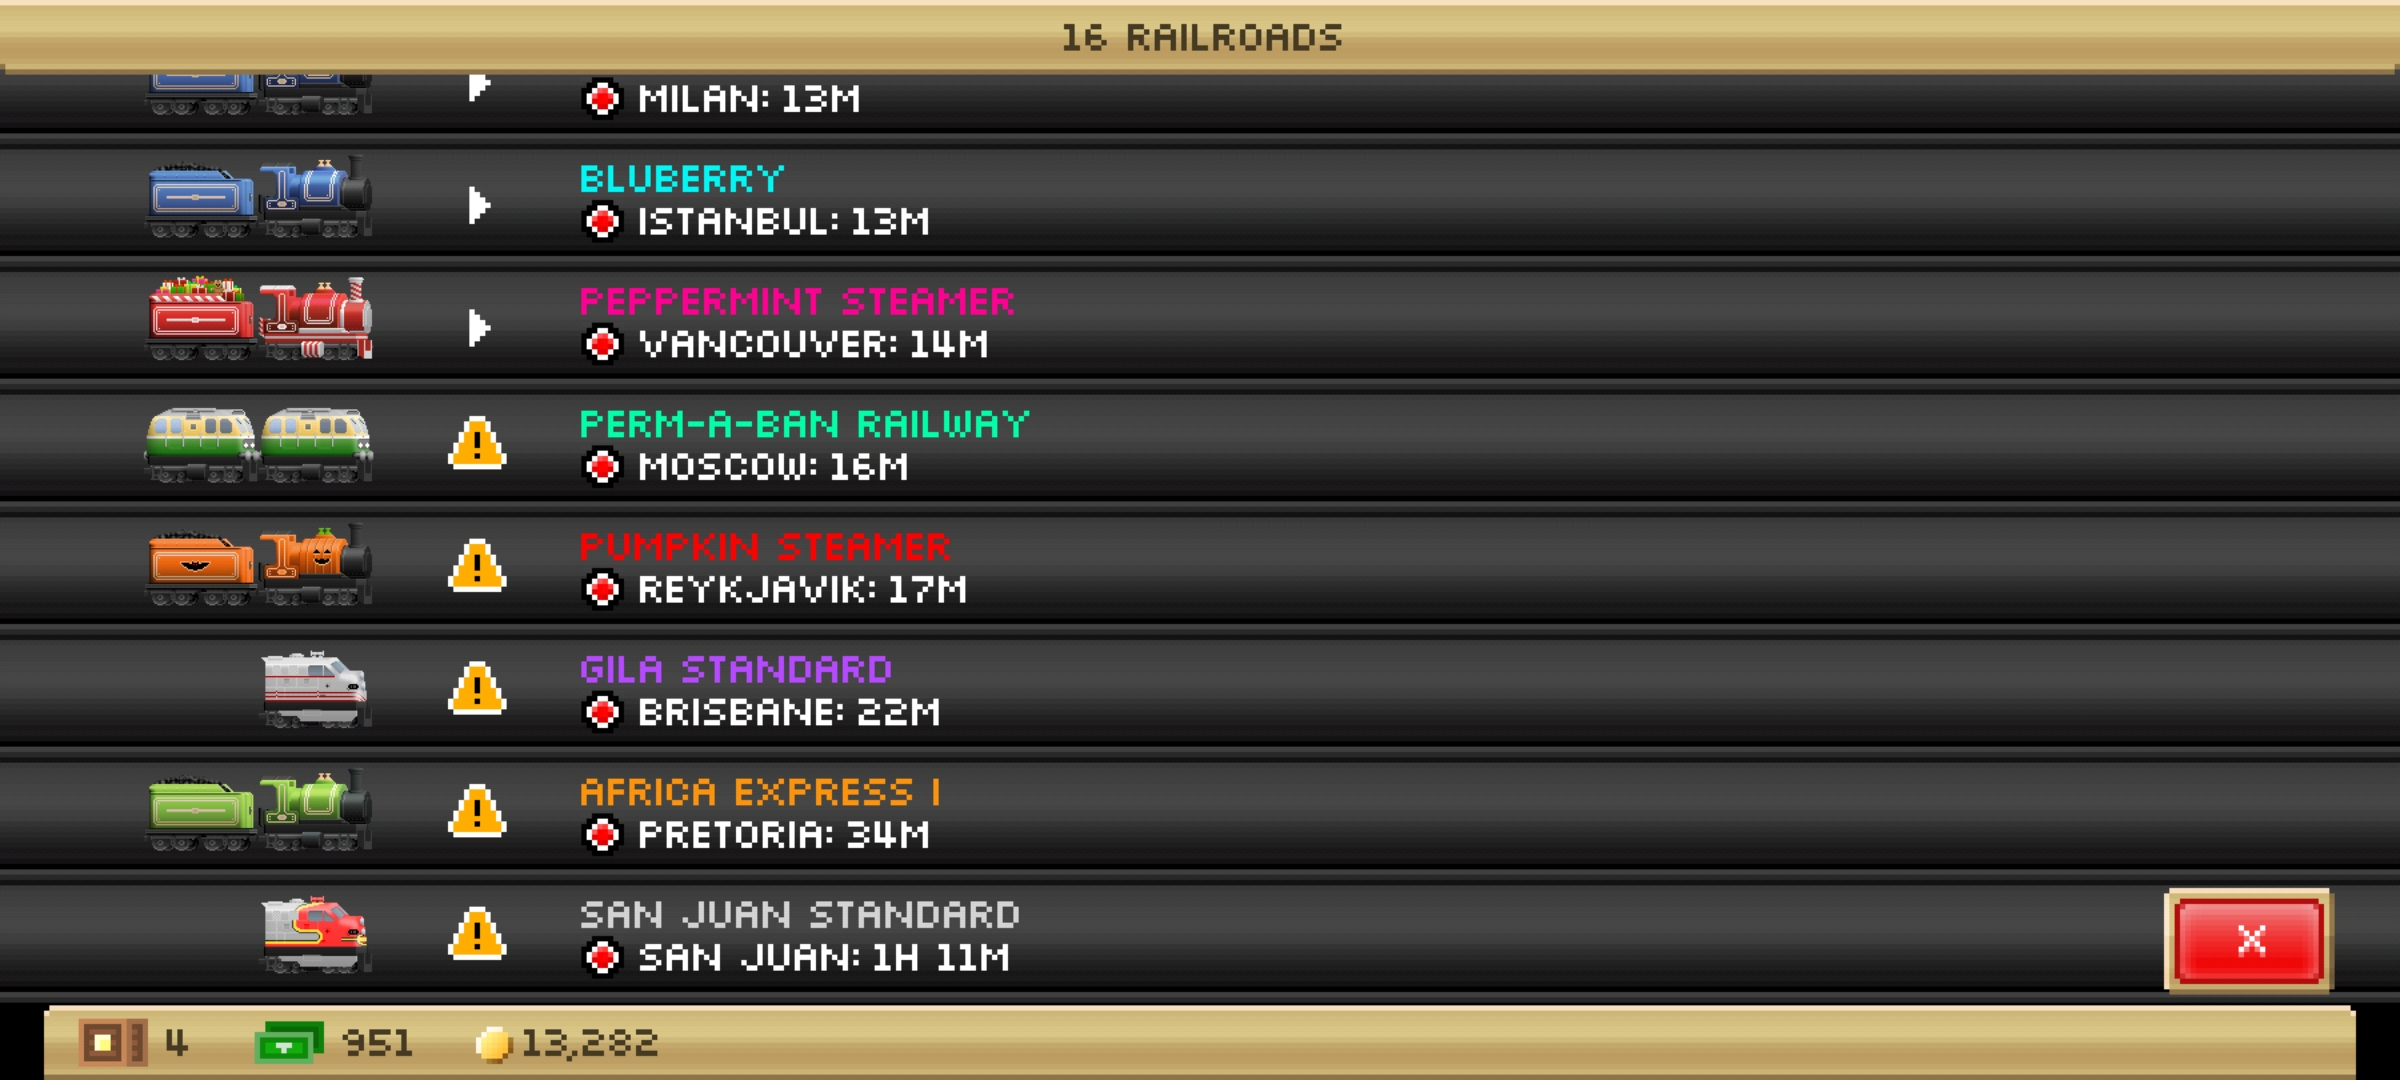 16 RAILROADS
MILAN: 13M
BLUBERRY
ISTANBUL: 13M
PEPPERMINT STEAMER
VANCOUVER: 14M
PERM-A-BAN RAILWAY
MOSCOW: 16M
PUMPKIN STEAMER
REYKJAVIK: 17M
GILA STANDARD
BRISBANE: 22M
AFRICA EXPRESS I
PRETORIA: 34M
SAN JUAN STANDARD
SAN JUAN: 1H 11M
X
4 951 13,282